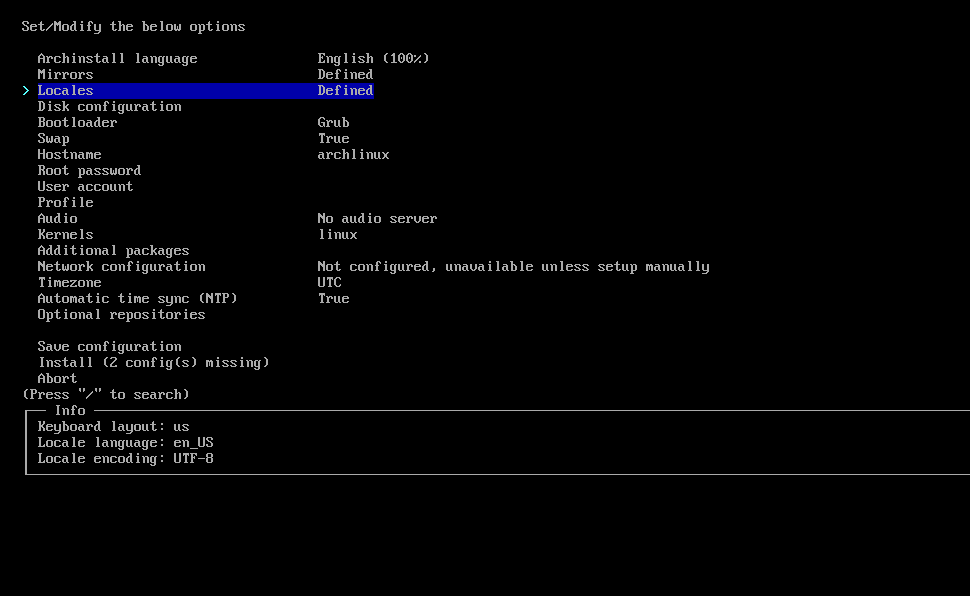 Set/Modify the below options
Archinstall language English (100%)
Mirrors Defined
> Locales Defined
Disk configuration
Bootloader Grub
Swap True
Hostname archlinux
Root password
User account
Profile
Audio No audio server
Kernels linux
Additional packages
Network configuration Not configured, unavailable unless setup manually
Timezone UTC
Automatic time sync (NTP) True
Optional repositories
Save configuration
Install (2 config(s) missing)
Abort
(Press "/" to search)
Info
Keyboard layout: us
Locale language: en_US
Locale encoding: UTF-8